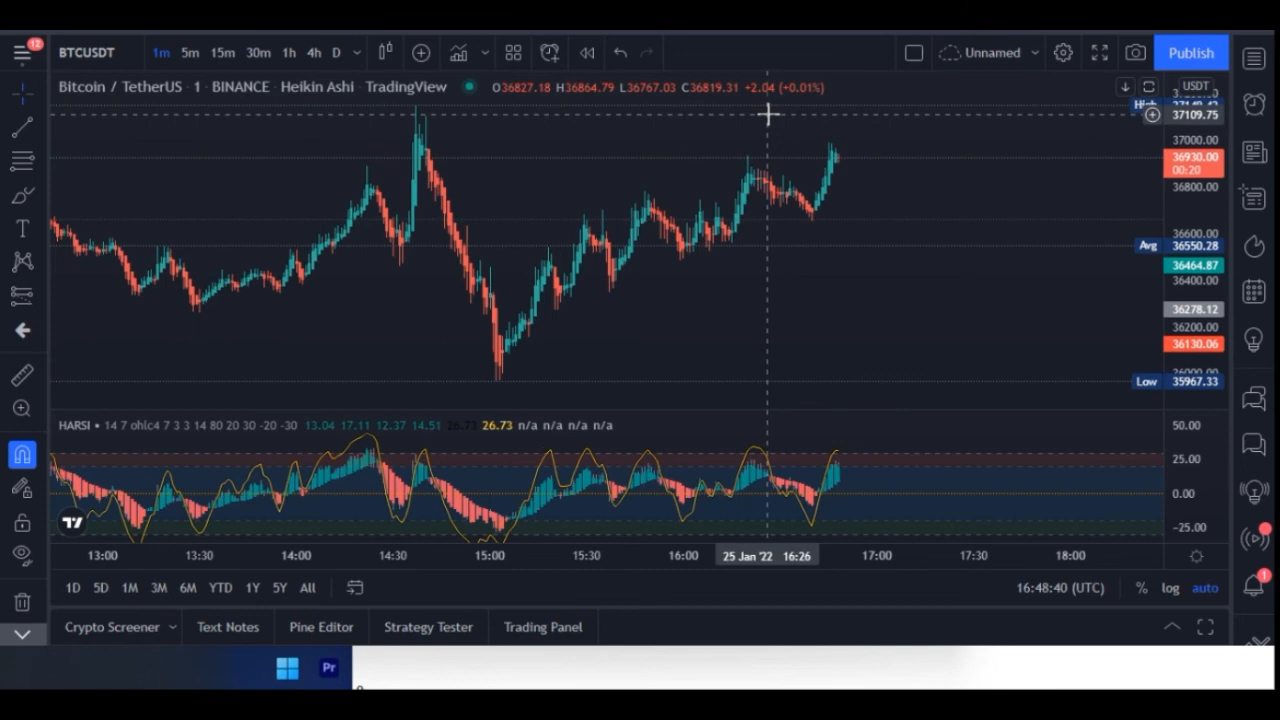 12
BTCUSDT 1m 5m 15m 30m 1h 4h D Unnamed Publish
Bitcoin / TetherUS · 1 · BINANCE · Heikin Ashi · TradingView O36827.18 H36864.79 L36767.03 C36819.31 +2.04 (+0.01%) USDT
37109.75
37000.00
36930.00
00:20
36800.00
36600.00
Avg 36550.28
36464.87
36400.00
36278.12
36200.00
36130.06
Low 35967.33
HARSI • 14 7 ohlc4 7 3 3 14 80 20 30 -20 -30 13.04 17.11 12.37 14.51 26.73 26.73 n/a n/a n/a n/a
50.00
25.00
0.00
−25.00
13:00 13:30 14:00 14:30 15:00 15:30 16:00 25 Jan '22 16:26 17:00 17:30 18:00
1D 5D 1M 3M 6M YTD 1Y 5Y All 16:48:40 (UTC) % log auto
1
Crypto Screener Text Notes Pine Editor Strategy Tester Trading Panel
Pr